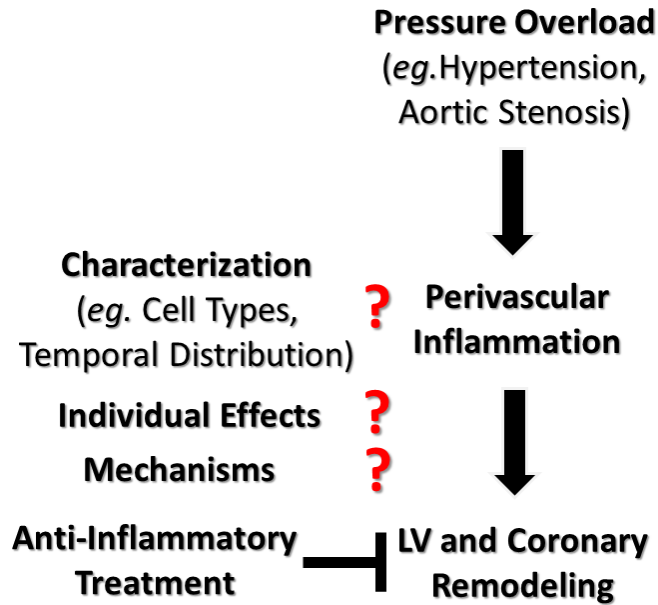 Pressure Overload
(eg.Hypertension,
Aortic Stenosis)
Characterization
(eg. Cell Types,
Temporal Distribution)
?
Perivascular
Inflammation
Individual Effects
?
Mechanisms
?
Anti-Inflammatory
Treatment
LV and Coronary
Remodeling